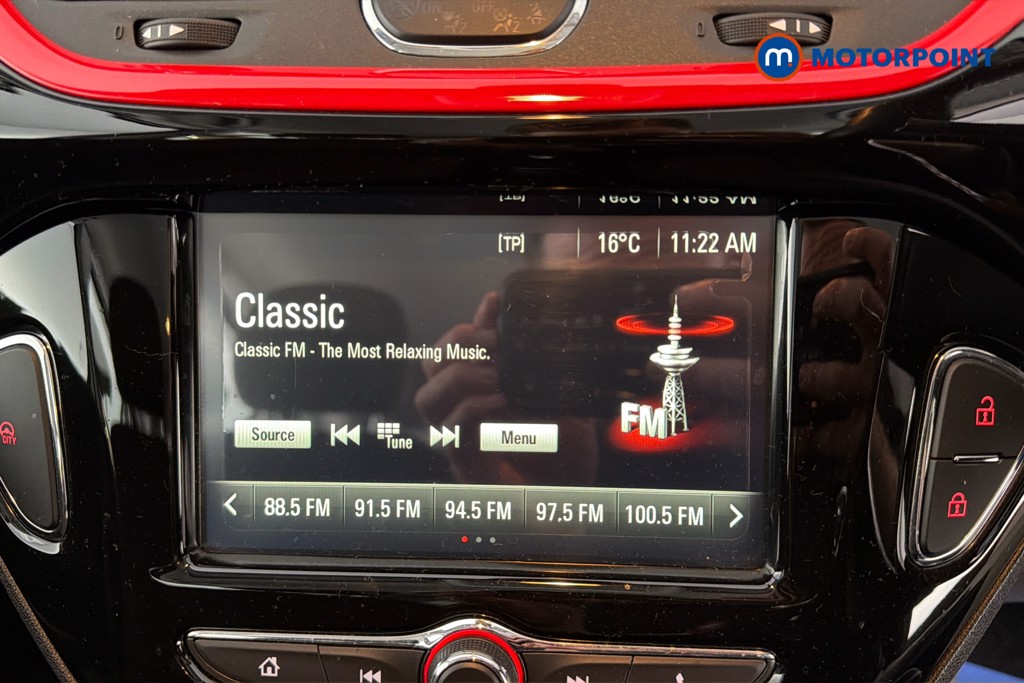 m. MOTORPOINT
[TP] 16°C 11:22 AM
Classic
Classic FM - The Most Relaxing Music.
FM
Source Tune Menu
88.5 FM 91.5 FM 94.5 FM 97.5 FM 100.5 FM
CITY